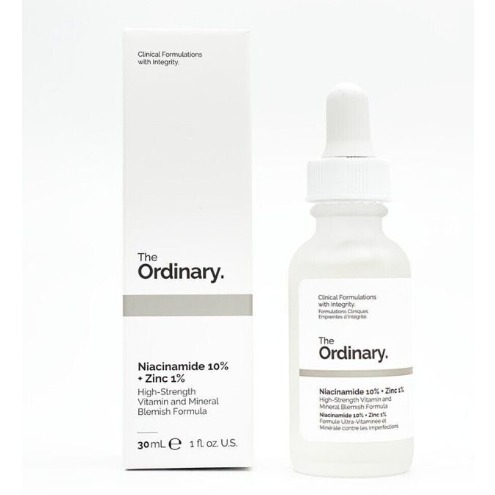 Clinical Formulations
with Integrity.
The
Ordinary.
Niacinamide 10%
+ Zinc 1%
High-Strength
Vitamin and Mineral
Blemish Formula
30mL ℮ 1 fl. oz. U.S.
Clinical Formulations
with Integrity.
Formulations Cliniques
Empreintes d'Intégrité.
The
Ordinary.
Niacinamide 10% + Zinc 1%
High-Strength Vitamin and
Mineral Blemish Formula
Niacinamide 10% + Zinc 1%
Formule Ultra-Vitaminée et
Minérale contre les imperfections